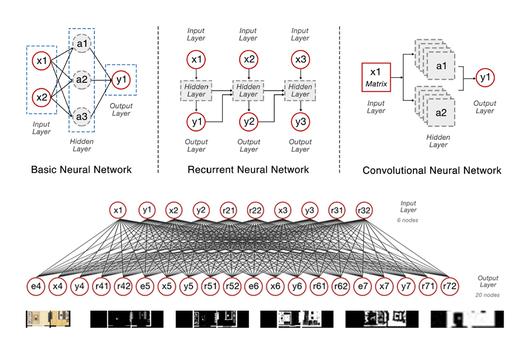 Input
Layer
Input
Layer
Input
Layer
x1
x2
a1
a2
a3
y1
Input
Layer
Output
Layer
Hidden
Layer
Basic Neural Network
x1
x2
x3
Hidden
Layer
Hidden
Layer
Hidden
Layer
y1
y2
y3
Output
Layer
Output
Layer
Output
Layer
Recurrent Neural Network
x1
Matrix
a1
a2
y1
Input
Layer
Output
Layer
Hidden
Layer
Convolutional Neural Network
x1 y1 x2 y2 r21 r22 x3 y3 r31 r32
Input
Layer
6 nodes
e4 x4 y4 r41 r42 e5 x5 y5 r51 r52 e6 x6 y6 r61 r62 e7 x7 y7 r71 r72
Output
Layer
20 nodes